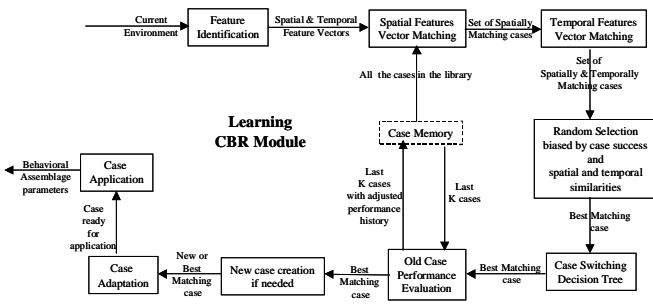 Current
Environment
Feature
Identification
Spatial & Temporal
Feature Vectors
Spatial Features
Vector Matching
Set of Spatially
Matching cases
Temporal Features
Vector Matching
All the cases in the library
Set of
Spatially & Temporally
Matching cases
Learning
CBR Module
Case Memory
Random Selection
biased by case success
and
spatial and temporal
similarities
Behavioral
Assemblage
parameters
Case
Application
Last
K cases
with adjusted
performance
history
Last
K cases
Case
ready
for
application
Best Matching
case
Case
Adaptation
New or
Best
Matching
case
New case creation
if needed
Best
Matching
case
Old Case
Performance
Evaluation
Best Matching
case
Case Switching
Decision Tree